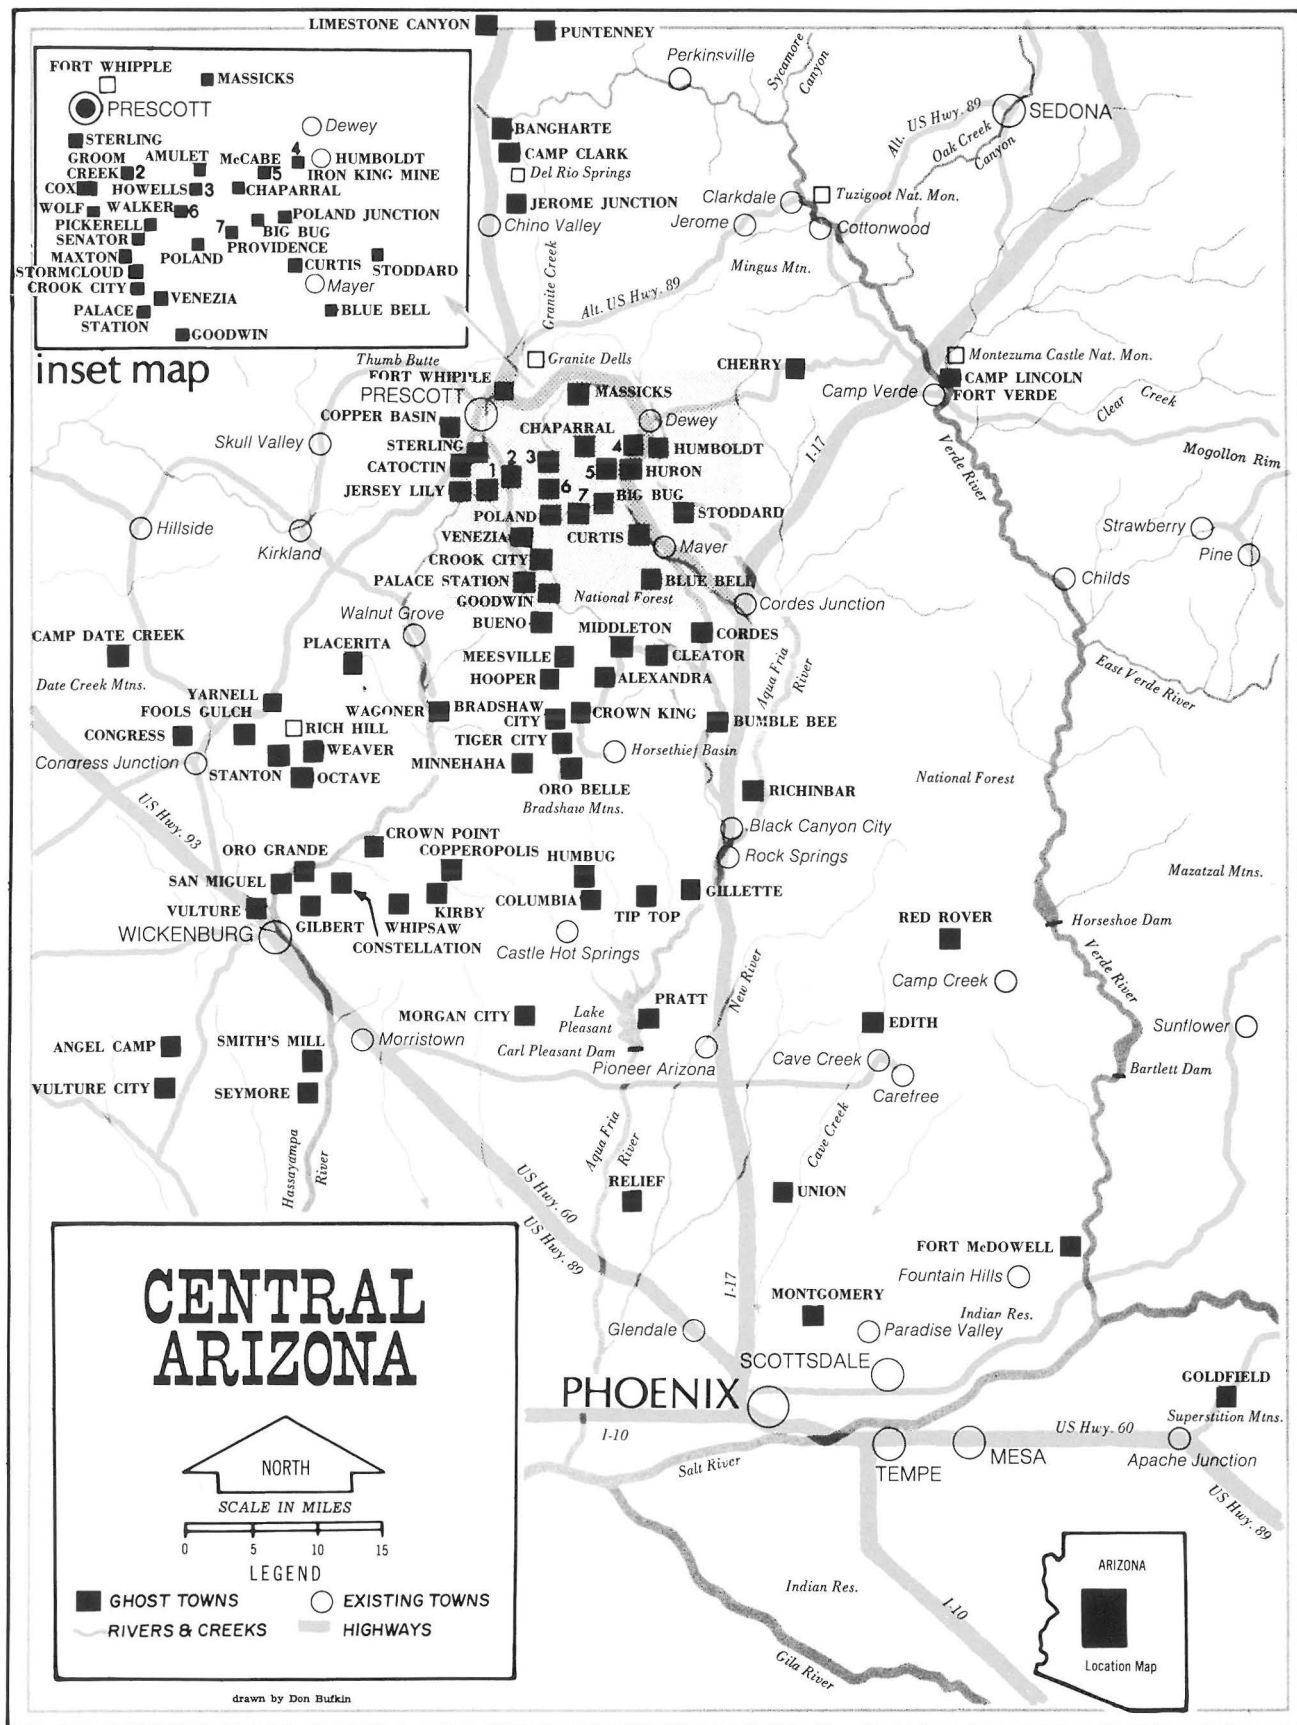 LIMESTONE CANYON
PUNTENNEY
FORT WHIPPLE
MASSICKS
PRESCOTT
Dewey
STERLING
GROOM
CREEK 2
AMULET
McCABE
4
HUMBOLDT
5
IRON KING MINE
COX
HOWELLS 3
CHAPARRAL
WOLF
WALKER 6
POLAND JUNCTION
PICKERELL
7
BIG BUG
SENATOR
POLAND
PROVIDENCE
MAXTON
CURTIS
STODDARD
STORMCLOUD
CROOK CITY
Mayer
VENEZIA
PALACE
STATION
BLUE BELL
GOODWIN
inset map
Perkinsville
Sycamore
Canyon
Alt. US Hwy. 89
SEDONA
Oak Creek
Canyon
BANGHARTE
CAMP CLARK
Del Rio Springs
JEROME JUNCTION
Chino Valley
Clarkdale
Tuzigoot Nat. Mon.
Jerome
Cottonwood
Mingus Mtn.
Granite Creek
Alt. US Hwy. 89
Thumb Butte
Granite Dells
CHERRY
Montezuma Castle Nat. Mon.
CAMP LINCOLN
Camp Verde
FORT VERDE
Clear Creek
FORT WHIPPLE
PRESCOTT
MASSICKS
COPPER BASIN
Dewey
CHAPARRAL
Skull Valley
STERLING
4
HUMBOLDT
I-17
Verde River
Mogollon Rim
CATOCTIN
1
2
3
5
HURON
JERSEY LILY
6
7
BIG BUG
POLAND
STODDARD
Hillside
Kirkland
VENEZIA
CURTIS
Mayer
Strawberry
Pine
CROOK CITY
PALACE STATION
BLUE BELL
Childs
GOODWIN
National Forest
Cordes Junction
Walnut Grove
BUENO
MIDDLETON
CORDES
CAMP DATE CREEK
PLACERITA
MEESVILLE
CLEATOR
Aqua Fria
River
East Verde River
Date Creek Mtns.
HOOPER
ALEXANDRA
YARNELL
FOOLS GULCH
WAGONER
BRADSHAW
CITY
CROWN KING
BUMBLE BEE
CONGRESS
RICH HILL
TIGER CITY
WEAVER
Horsethief Basin
Congress Junction
STANTON
OCTAVE
MINNEHAHA
ORO BELLE
Bradshaw Mtns.
National Forest
RICHINBAR
US Hwy. 93
Black Canyon City
Rock Springs
CROWN POINT
ORO GRANDE
COPPEROPOLIS
HUMBUG
Mazatzal Mtns.
SAN MIGUEL
COLUMBIA
GILLETTE
VULTURE
KIRBY
TIP TOP
RED ROVER
Horseshoe Dam
GILBERT
WHIPSAW
WICKENBURG
CONSTELLATION
Castle Hot Springs
Verde River
Camp Creek
New River
MORGAN CITY
Lake
Pleasant
PRATT
EDITH
Sunflower
ANGEL CAMP
SMITH'S MILL
Morristown
Carl Pleasant Dam
Pioneer Arizona
Cave Creek
Bartlett Dam
VULTURE CITY
SEYMORE
Carefree
Hassayampa
River
Aqua Fria
River
Cave Creek
US Hwy. 60
US Hwy. 89
RELIEF
UNION
FORT McDOWELL
Fountain Hills
I-17
MONTGOMERY
Indian Res.
Glendale
Paradise Valley
SCOTTSDALE
PHOENIX
GOLDFIELD
Superstition Mtns.
I-10
US Hwy. 60
Salt River
TEMPE
MESA
Apache Junction
US Hwy. 89
Indian Res.
I-10
Gila River
CENTRAL
ARIZONA
NORTH
SCALE IN MILES
0 5 10 15
LEGEND
GHOST TOWNS
EXISTING TOWNS
RIVERS & CREEKS
HIGHWAYS
drawn by Don Bufkin
ARIZONA
Location Map